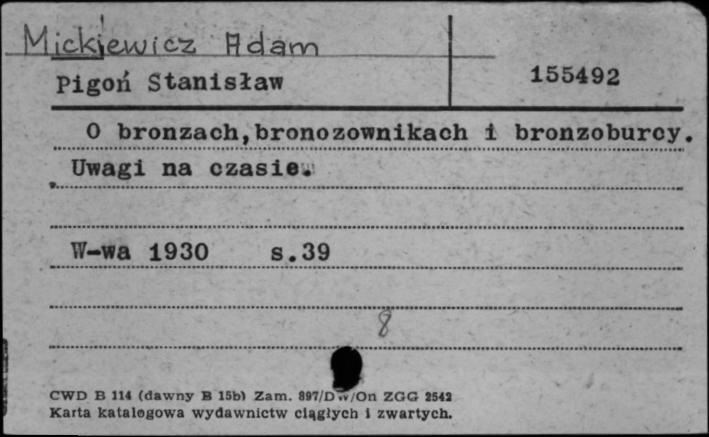 Mickiewicz Adam
Pigoń Stanisław 155492
O bronzach,bronozownikach i bronzoburcy.
Uwagi na czasie.
W-wa 1930 s.39
8
CWD B 114 (dawny B 15b) Zam. 897/DW/On ZGG 2542
Karta katalogowa wydawnictw ciągłych i zwartych.